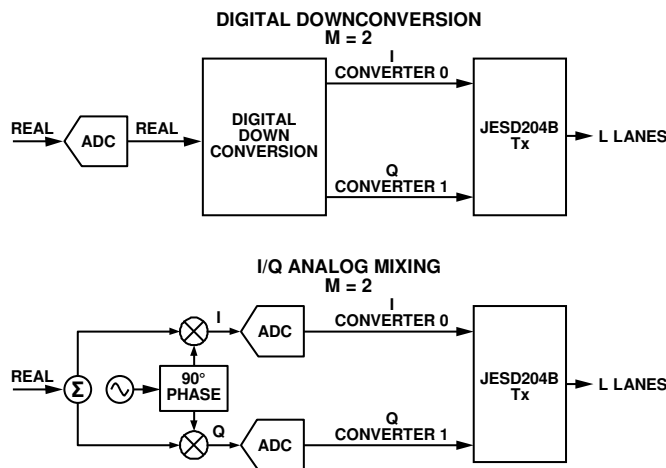 DIGITAL DOWNCONVERSION
M = 2
I
CONVERTER 0
REAL
ADC
REAL
DIGITAL
DOWN
CONVERSION
JESD204B
Tx
L LANES
Q
CONVERTER 1
I/Q ANALOG MIXING
M = 2
I
ADC
I
CONVERTER 0
REAL
Σ
90°
PHASE
JESD204B
Tx
L LANES
Q
ADC
Q
CONVERTER 1